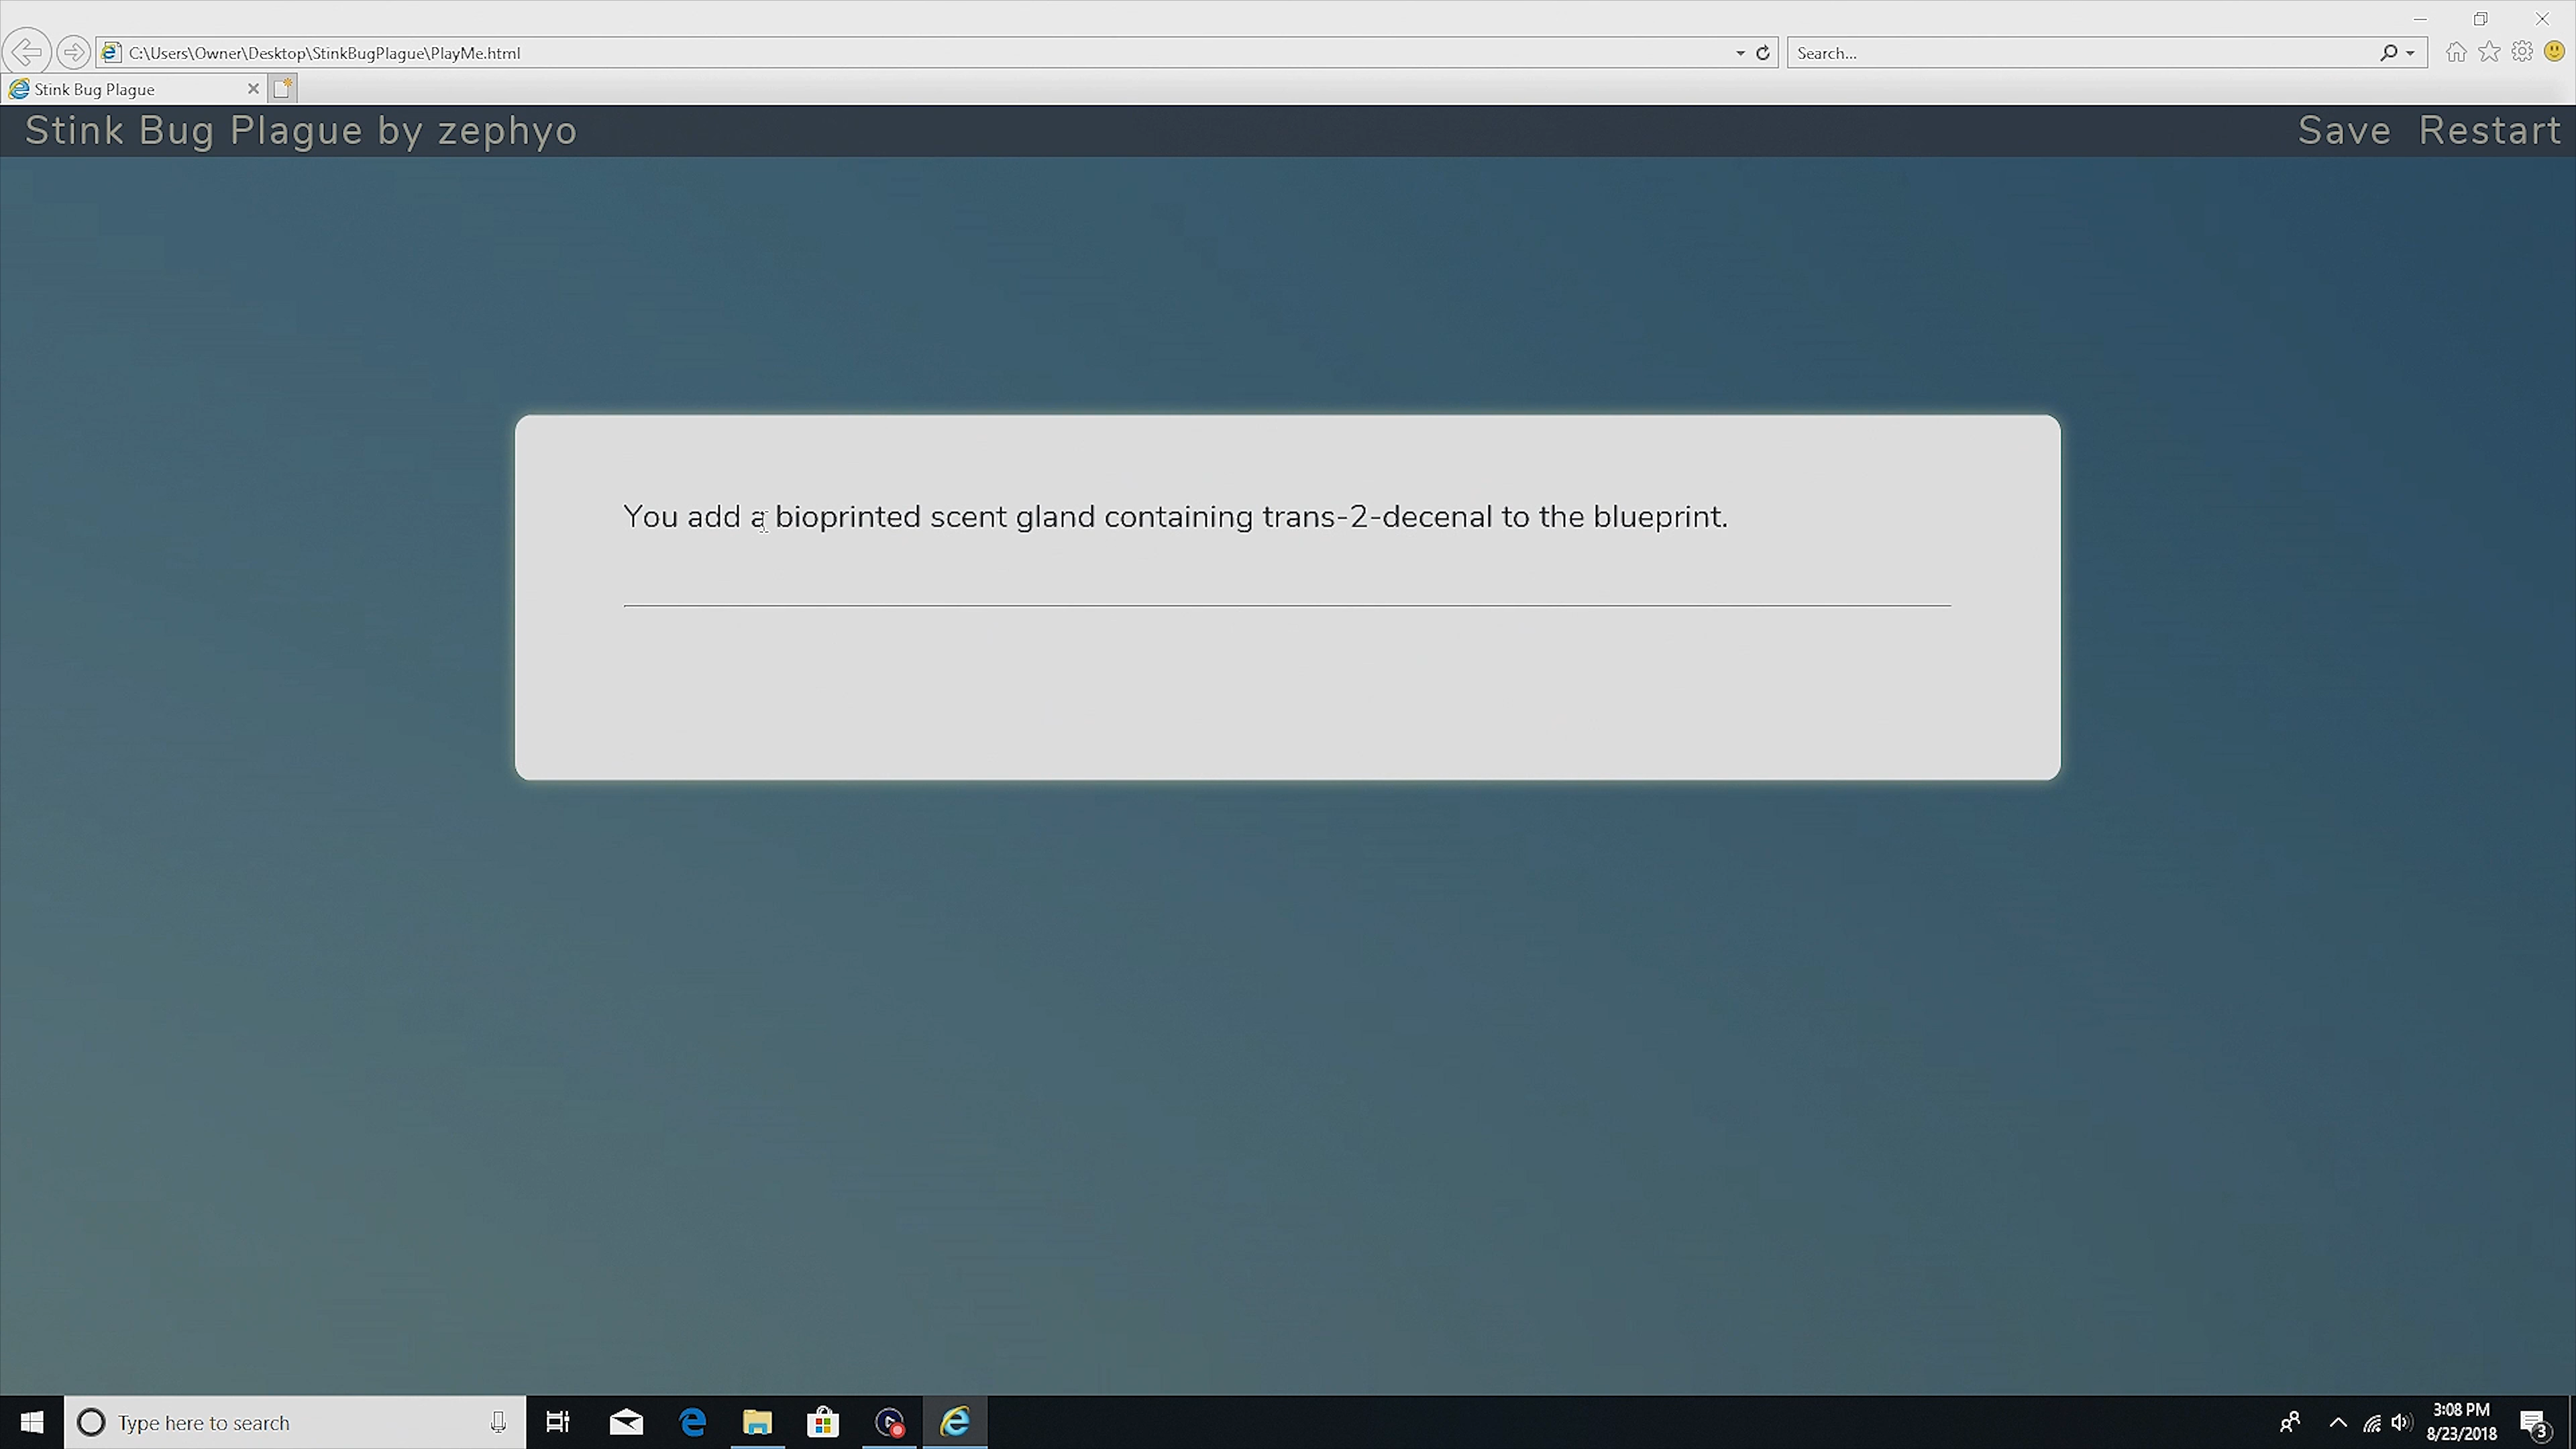 C:\Users\Owner\Desktop\StinkBugPlague\PlayMe.html
Search...
Stink Bug Plague
Stink Bug Plague by zephyo
Save Restart
You add a bioprinted scent gland containing trans-2-decenal to the blueprint.
Type here to search
3:08 PM
8/23/2018
3